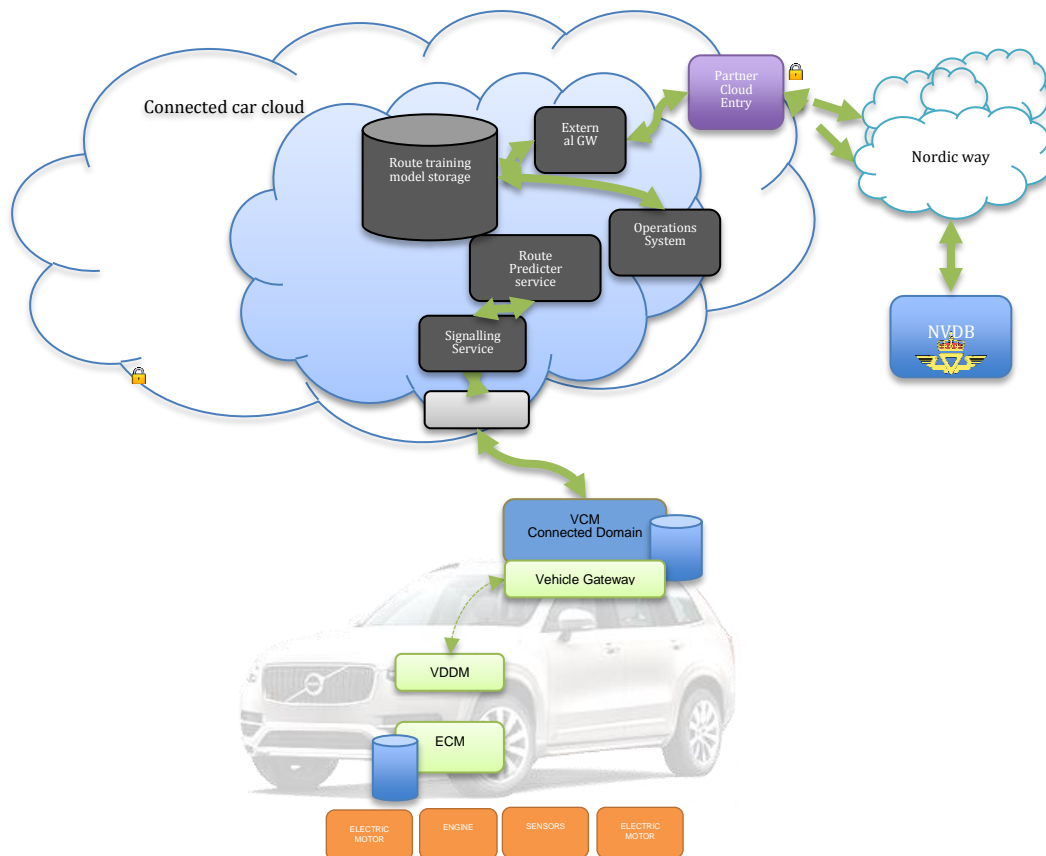 Connected car cloud
Partner
Cloud
Entry
Extern
al GW
Route training
model storage
Nordic way
Operations
System
Route
Predicter
service
Signalling
Service
NVDB
VCM
Connected Domain
Vehicle Gateway
VDDM
ECM
ELECTRIC
MOTOR
ENGINE
SENSORS
ELECTRIC
MOTOR